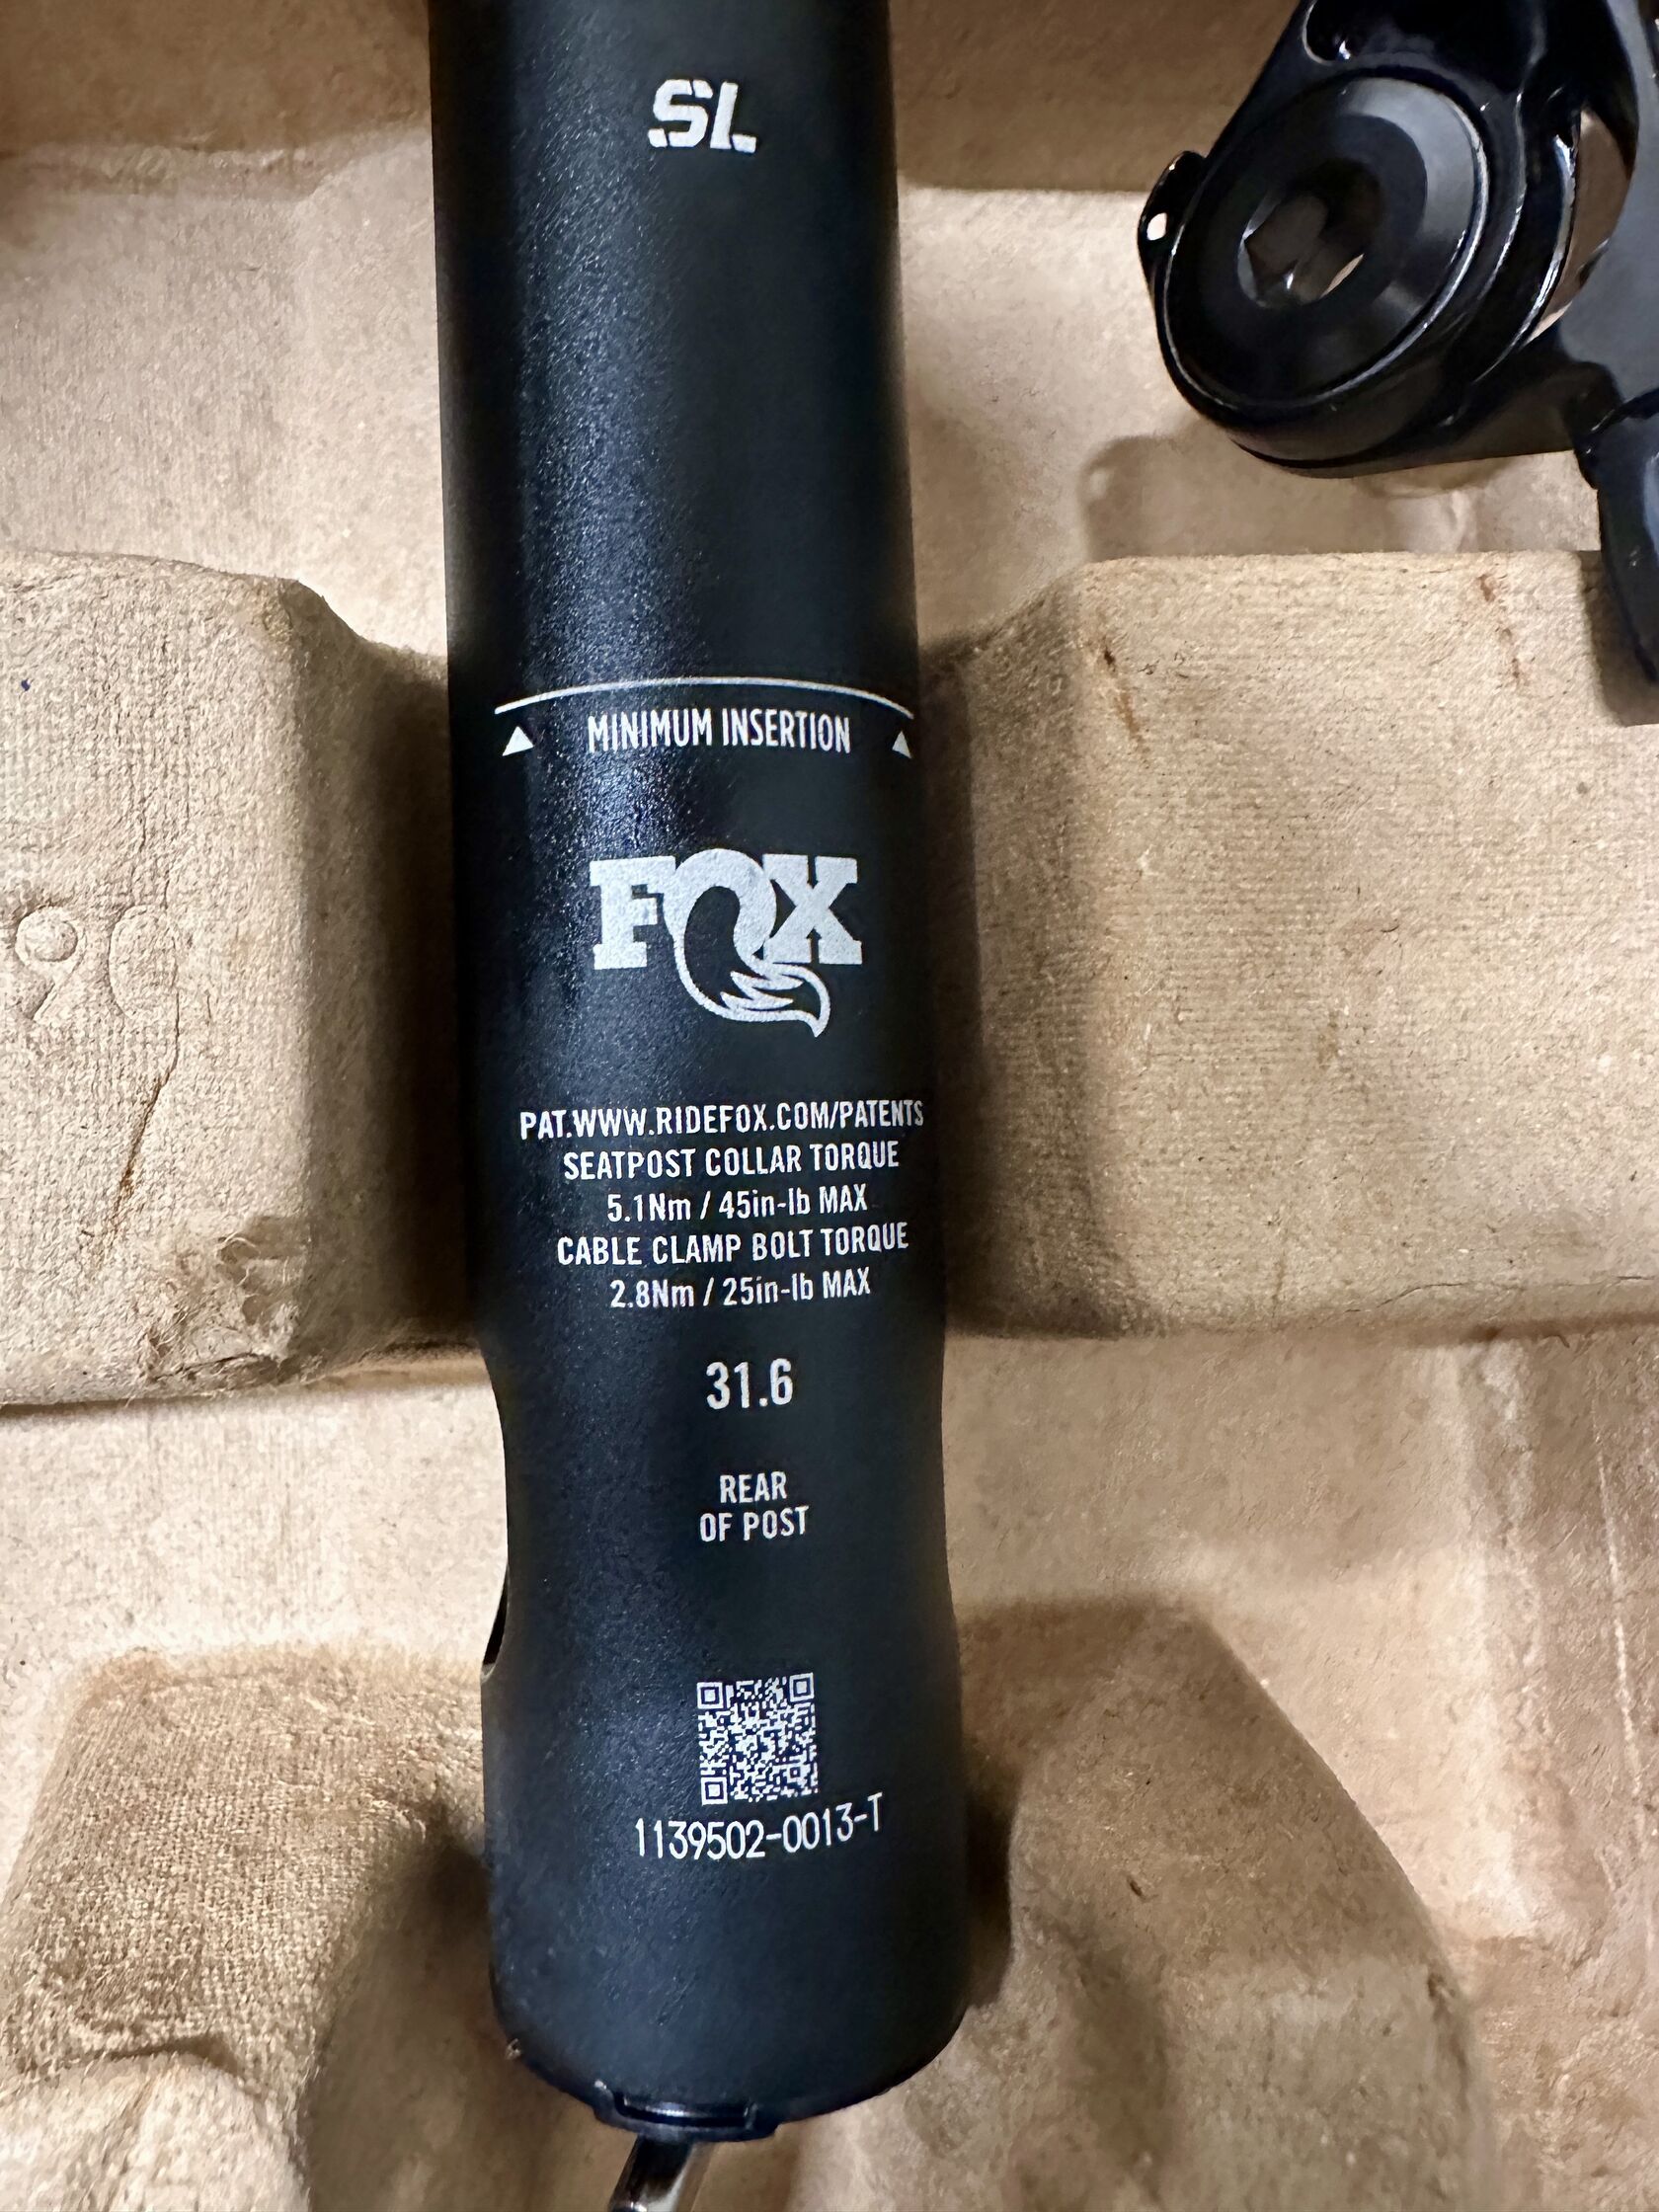 SL
MINIMUM INSERTION
FOX
PAT.WWW.RIDEFOX.COM/PATENTS
SEATPOST COLLAR TORQUE
5.1Nm / 45in-lb MAX
CABLE CLAMP BOLT TORQUE
2.8Nm / 25in-lb MAX
31.6
REAR
OF POST
1139502-0013-T